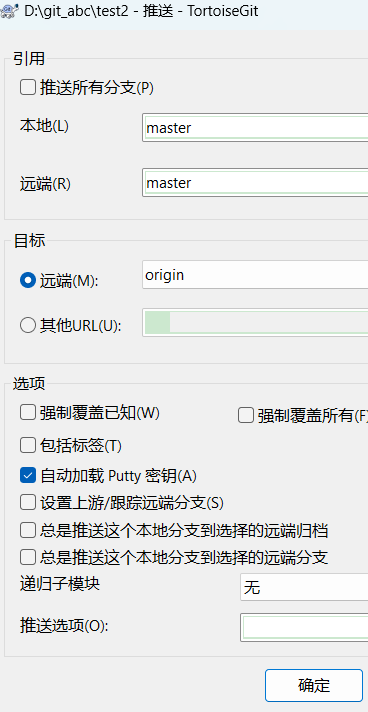 D:\git_abc\test2 - 推送 - TortoiseGit
引用
推送所有分支(P)
本地(L)
master
远端(R)
master
目标
远端(M):
origin
其他URL(U):
选项
强制覆盖已知(W)
强制覆盖所有(F
包括标签(T)
自动加载 Putty 密钥(A)
设置上游/跟踪远端分支(S)
总是推送这个本地分支到选择的远端归档
总是推送这个本地分支到选择的远端分支
递归子模块
无
推送选项(O):
确定